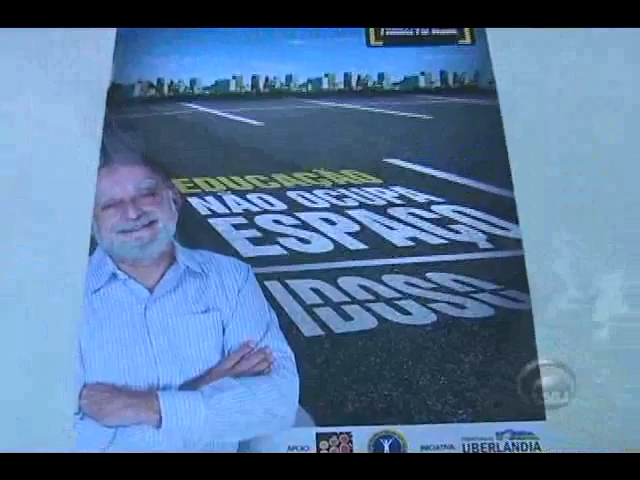 EDUCAÇÃO
NÃO OCUPA
ESPAÇO
IDOSO
APOIO:
INICIATIVA:
UBERLÂNDIA